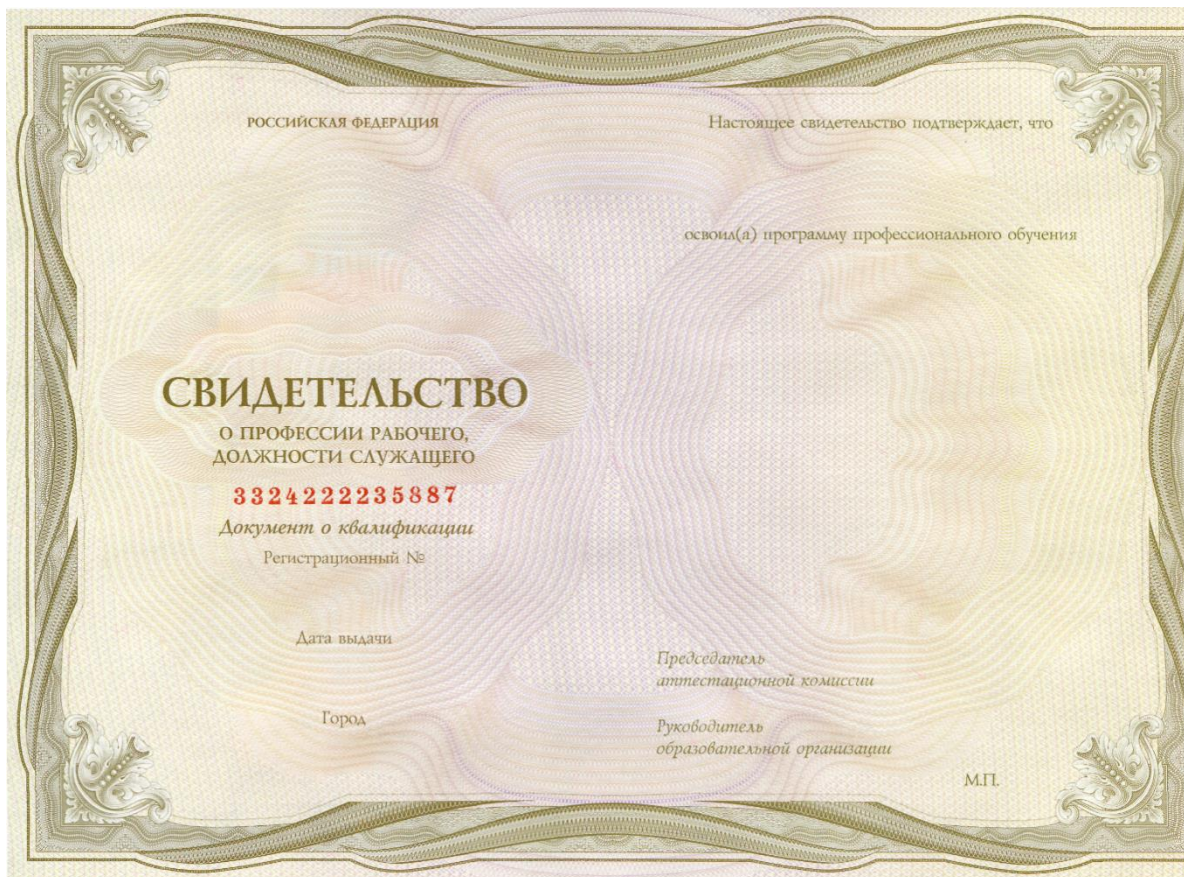 РОССИЙСКАЯ ФЕДЕРАЦИЯ
СВИДЕТЕЛЬСТВО
О ПРОФЕССИИ РАБОЧЕГО,
ДОЛЖНОСТИ СЛУЖАЩЕГО
3324222235887
Документ о квалификации
Регистрационный №
Дата выдачи
Город
Настоящее свидетельство подтверждает, что
освоил(а) программу профессионального обучения
Председатель
аттестационной комиссии
Руководитель
образовательной организации
М.П.